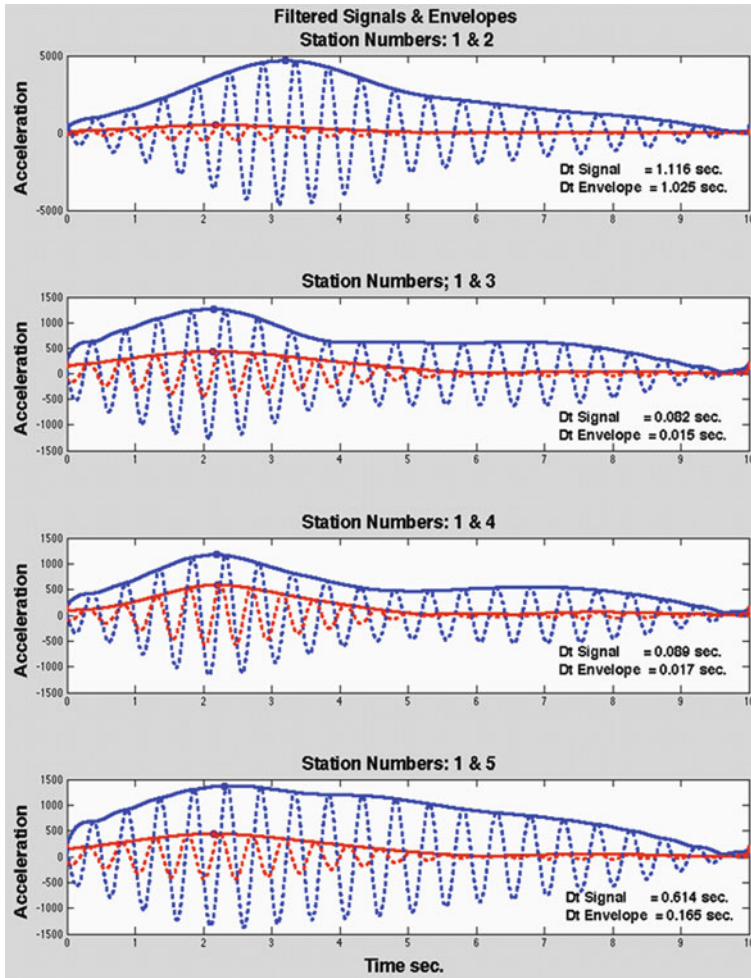 Filtered Signals & Envelopes
Station Numbers: 1 & 2
Acceleration
5000
0
-5000
0 1 2 3 4 5 6 7 8 9 10
Dt Signal = 1.116 sec.
Dt Envelope = 1.025 sec.
Station Numbers; 1 & 3
Acceleration
1500
1000
500
0
-500
-1000
-1500
0 1 2 3 4 5 6 7 8 9 10
Dt Signal = 0.082 sec.
Dt Envelope = 0.015 sec.
Station Numbers: 1 & 4
Acceleration
1500
1000
500
0
-500
-1000
-1500
0 1 2 3 4 5 6 7 8 9 10
Dt Signal = 0.089 sec.
Dt Envelope = 0.017 sec.
Station Numbers: 1 & 5
Acceleration
1500
1000
500
0
-500
-1000
-1500
0 1 2 3 4 5 6 7 8 9 10
Dt Signal = 0.614 sec.
Dt Envelope = 0.165 sec.
Time sec.